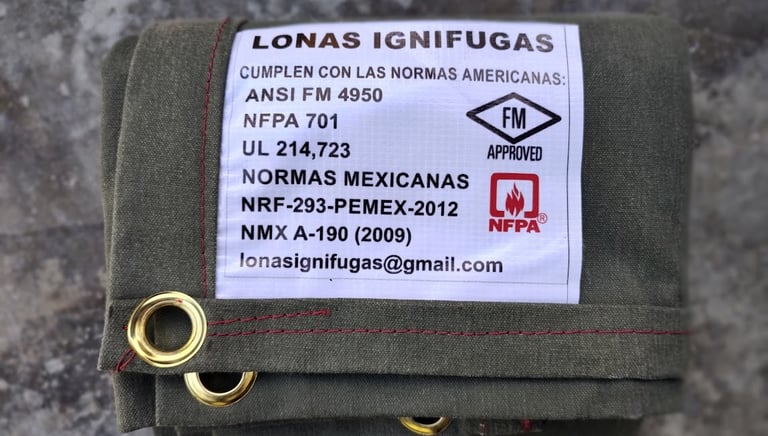 LONAS IGNIFUGAS
CUMPLEN CON LAS NORMAS AMERICANAS:
ANSI FM 4950
NFPA 701
UL 214,723
FM
APPROVED
NORMAS MEXICANAS
NRF-293-PEMEX-2012
NMX A-190 (2009)
NFPA®
lonasignifugas@gmail.com